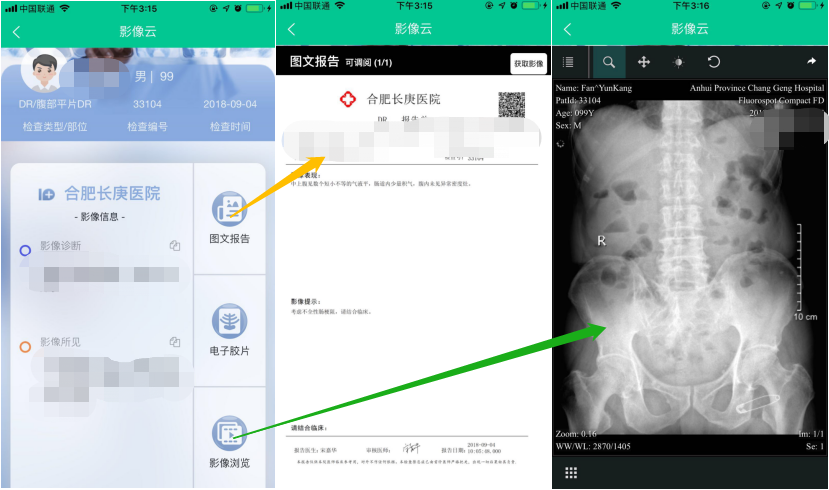 中国联通
下午3:15
影像云
男 | 99
DR/腹部平片DR
33104
2018-09-04
检查类型/部位
检查编号
检查时间
合肥长庚医院
- 影像信息 -
影像诊断
影像所见
图文报告
电子胶片
影像浏览
中国联通
下午3:15
影像云
图文报告 可调阅 (1/1)
获取影像
合肥长庚医院
DR
33104
表现:
中上腹见数个短小不等的气液平, 肠道内少量积气, 腹内未见异常密度影。
影像提示:
考虑不全性肠梗阻, 请结合临床。
请结合临床:
报告医生: 宋嘉华
审核医师:
报告日期:
2018-09-04
10:05:48.000
中国联通
下午3:16
影像云
Name: Fan^YunKang
Anhui Province Chang Geng Hospital
PatId: 33104
Fluorospot Compact FD
Age: 099Y
Sex: M
R
10 cm
Zoom: 0.16
Im: 1/1
WW/WL: 2870/1405
Se: 1